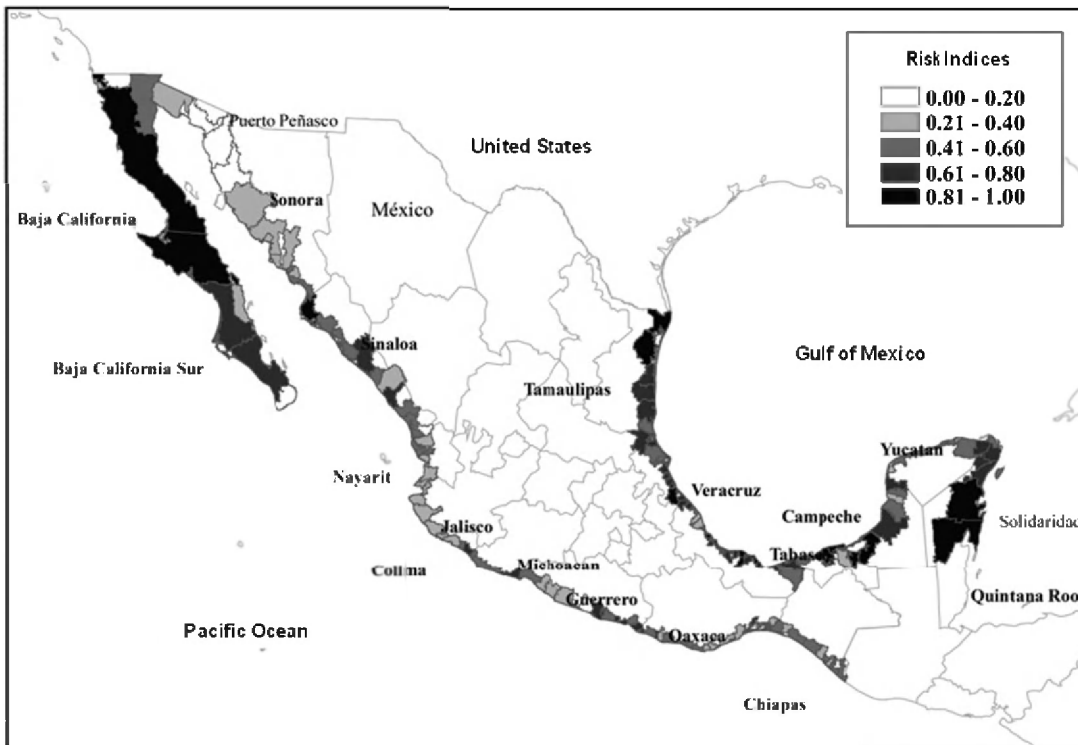 Risk Indices
0.00 - 0.20
0.21 - 0.40
0.41 - 0.60
0.61 - 0.80
0.81 - 1.00
Puerto Peñasco
United States
Sonora
México
Baja California
Sinaloa
Gulf of Mexico
Baja California Sur
Tamaulipas
Yucatan
Nayarit
Veracruz
Campeche
Solidaridad
Jalisco
Tabasco
Colima
Michoacan
Guerrero
Quintana Roo
Pacific Ocean
Oaxaca
Chiapas